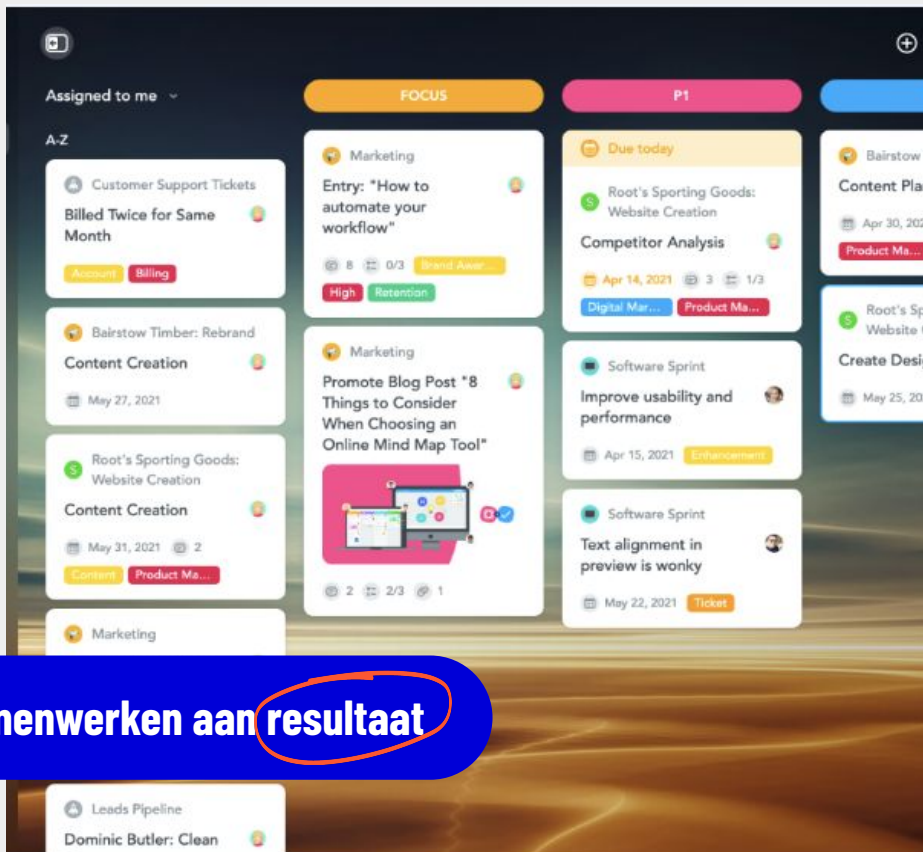 Assigned to me
A-Z
Customer Support Tickets
Billed Twice for Same
Month
Account Billing
Bairstow Timber: Rebrand
Content Creation
May 27, 2021
S Root's Sporting Goods:
Website Creation
Content Creation
May 31, 2021 2
Content Product Ma...
Marketing
Leads Pipeline
Dominic Butler: Clean
FOCUS
Marketing
Entry: "How to
automate your
workflow"
8 0/3 Brand Awar...
High Retention
Marketing
Promote Blog Post "8
Things to Consider
When Choosing an
Online Mind Map Tool"
2 2/3 1
P1
Due today
S Root's Sporting Goods:
Website Creation
Competitor Analysis
Apr 14, 2021 3 1/3
Digital Mar... Product Ma...
Software Sprint
Improve usability and
performance
Apr 15, 2021 Enhancement
Software Sprint
Text alignment in
preview is wonky
May 22, 2021 Ticket
Bairstow
Content Pla
Apr 30, 202
Product Ma...
S Root's Sp
Website
Create Desi
May 25, 20
menwerken aan resultaat